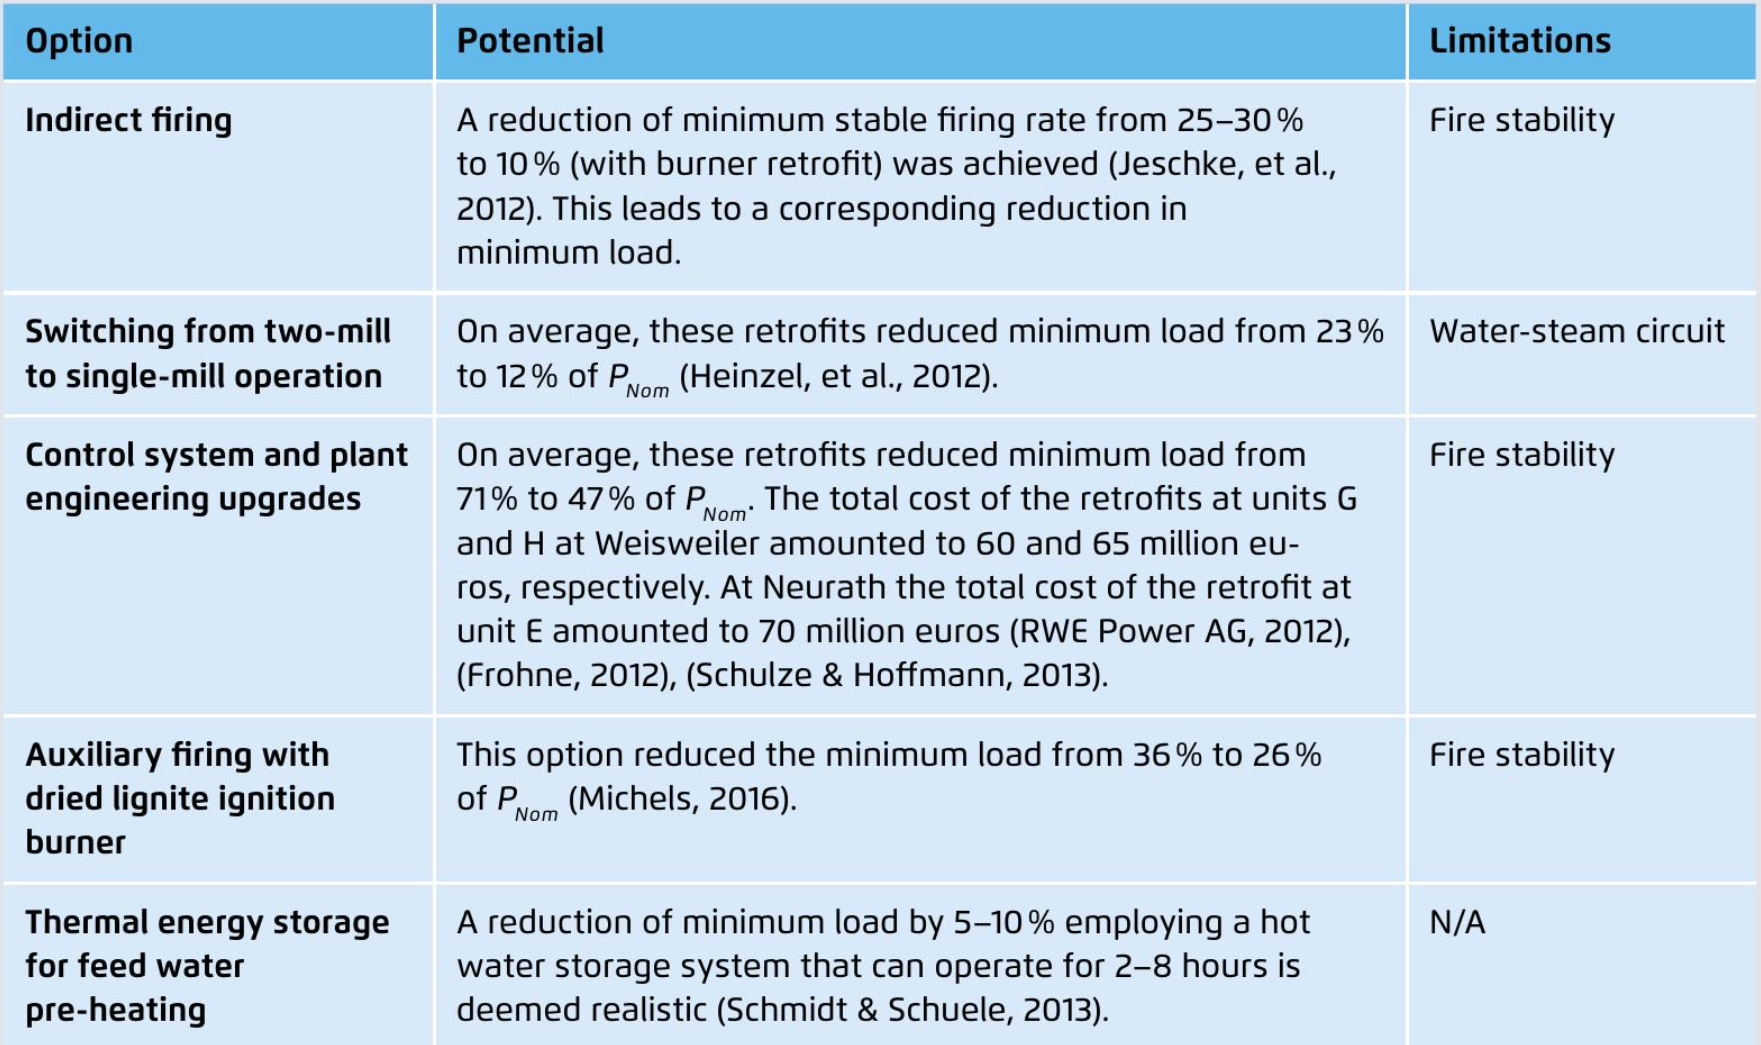 Option
Potential
Limitations
Indirect firing
A reduction of minimum stable firing rate from 25–30 %
to 10 % (with burner retrofit) was achieved (Jeschke, et al.,
2012). This leads to a corresponding reduction in
minimum load.
Fire stability
Switching from two-mill
to single-mill operation
On average, these retrofits reduced minimum load from 23 %
to 12 % of P_Nom (Heinzel, et al., 2012).
Water-steam circuit
Control system and plant
engineering upgrades
On average, these retrofits reduced minimum load from
71 % to 47 % of P_Nom. The total cost of the retrofits at units G
and H at Weisweiler amounted to 60 and 65 million eu-
ros, respectively. At Neurath the total cost of the retrofit at
unit E amounted to 70 million euros (RWE Power AG, 2012),
(Frohne, 2012), (Schulze & Hoffmann, 2013).
Fire stability
Auxiliary firing with
dried lignite ignition
burner
This option reduced the minimum load from 36 % to 26 %
of P_Nom (Michels, 2016).
Fire stability
Thermal energy storage
for feed water
pre-heating
A reduction of minimum load by 5–10 % employing a hot
water storage system that can operate for 2–8 hours is
deemed realistic (Schmidt & Schuele, 2013).
N/A